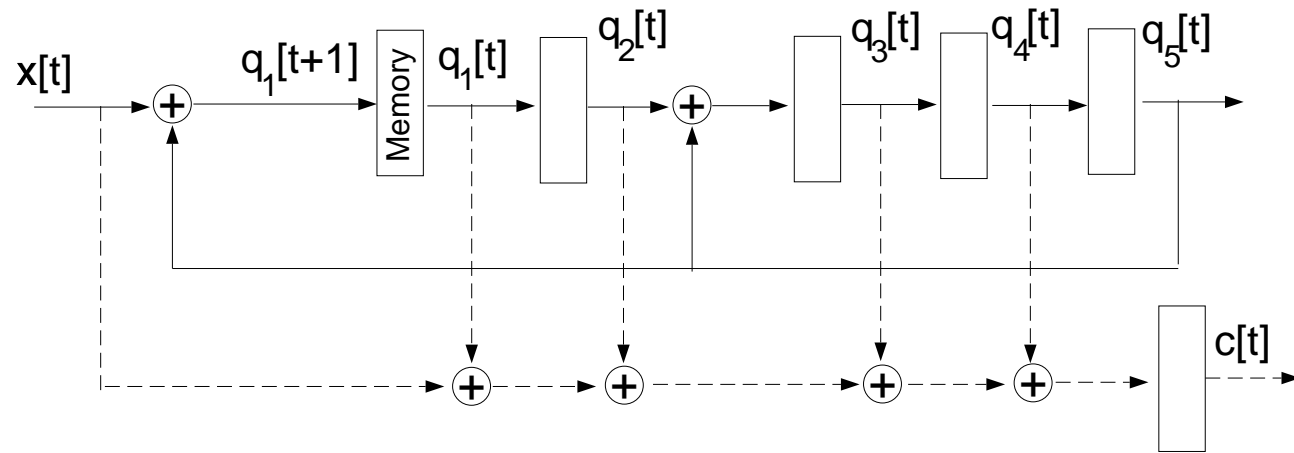 x[t]
q1[t+1]
Memory
q1[t]
q2[t]
q3[t]
q4[t]
q5[t]
+
+
+
+
+
+
c[t]